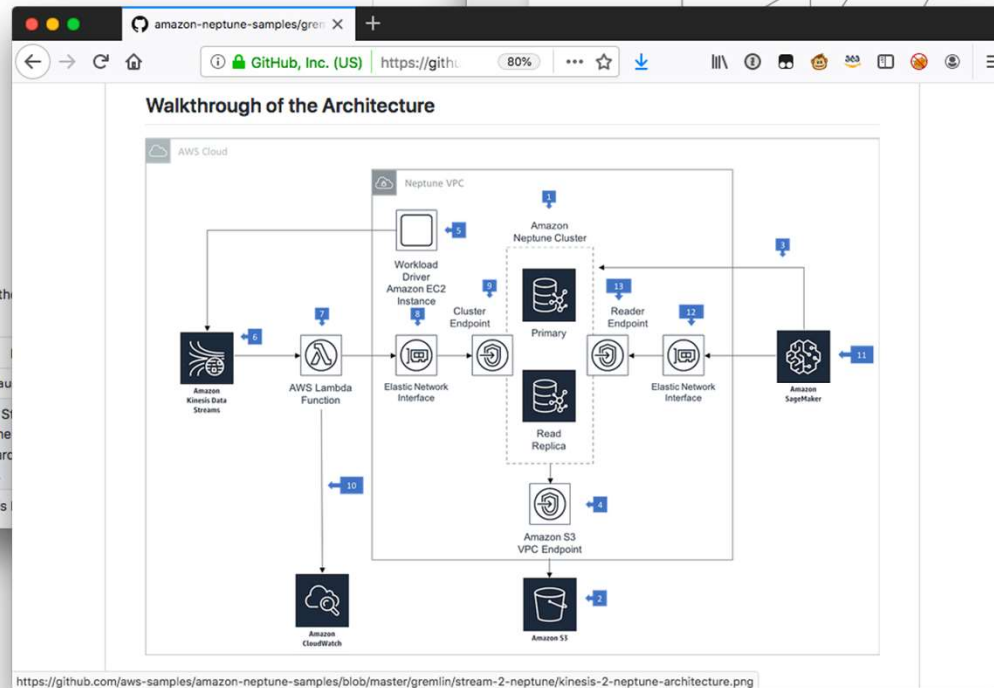 amazon-neptune-samples/gren
GitHub, Inc. (US)
https://githu
80%
Walkthrough of the Architecture
AWS Cloud
Neptune VPC
1
Amazon
Neptune Cluster
5
Workload
Driver
Amazon EC2
Instance
3
9
Cluster
Endpoint
13
Reader
Endpoint
12
Primary
6
7
8
11
Amazon
Kinesis Data
Streams
AWS Lambda
Function
Elastic Network
Interface
Elastic Network
Interface
Amazon
SageMaker
Read
Replica
10
4
Amazon S3
VPC Endpoint
2
Amazon
CloudWatch
Amazon S3
https://github.com/aws-samples/amazon-neptune-samples/blob/master/gremlin/stream-2-neptune/kinesis-2-neptune-architecture.png